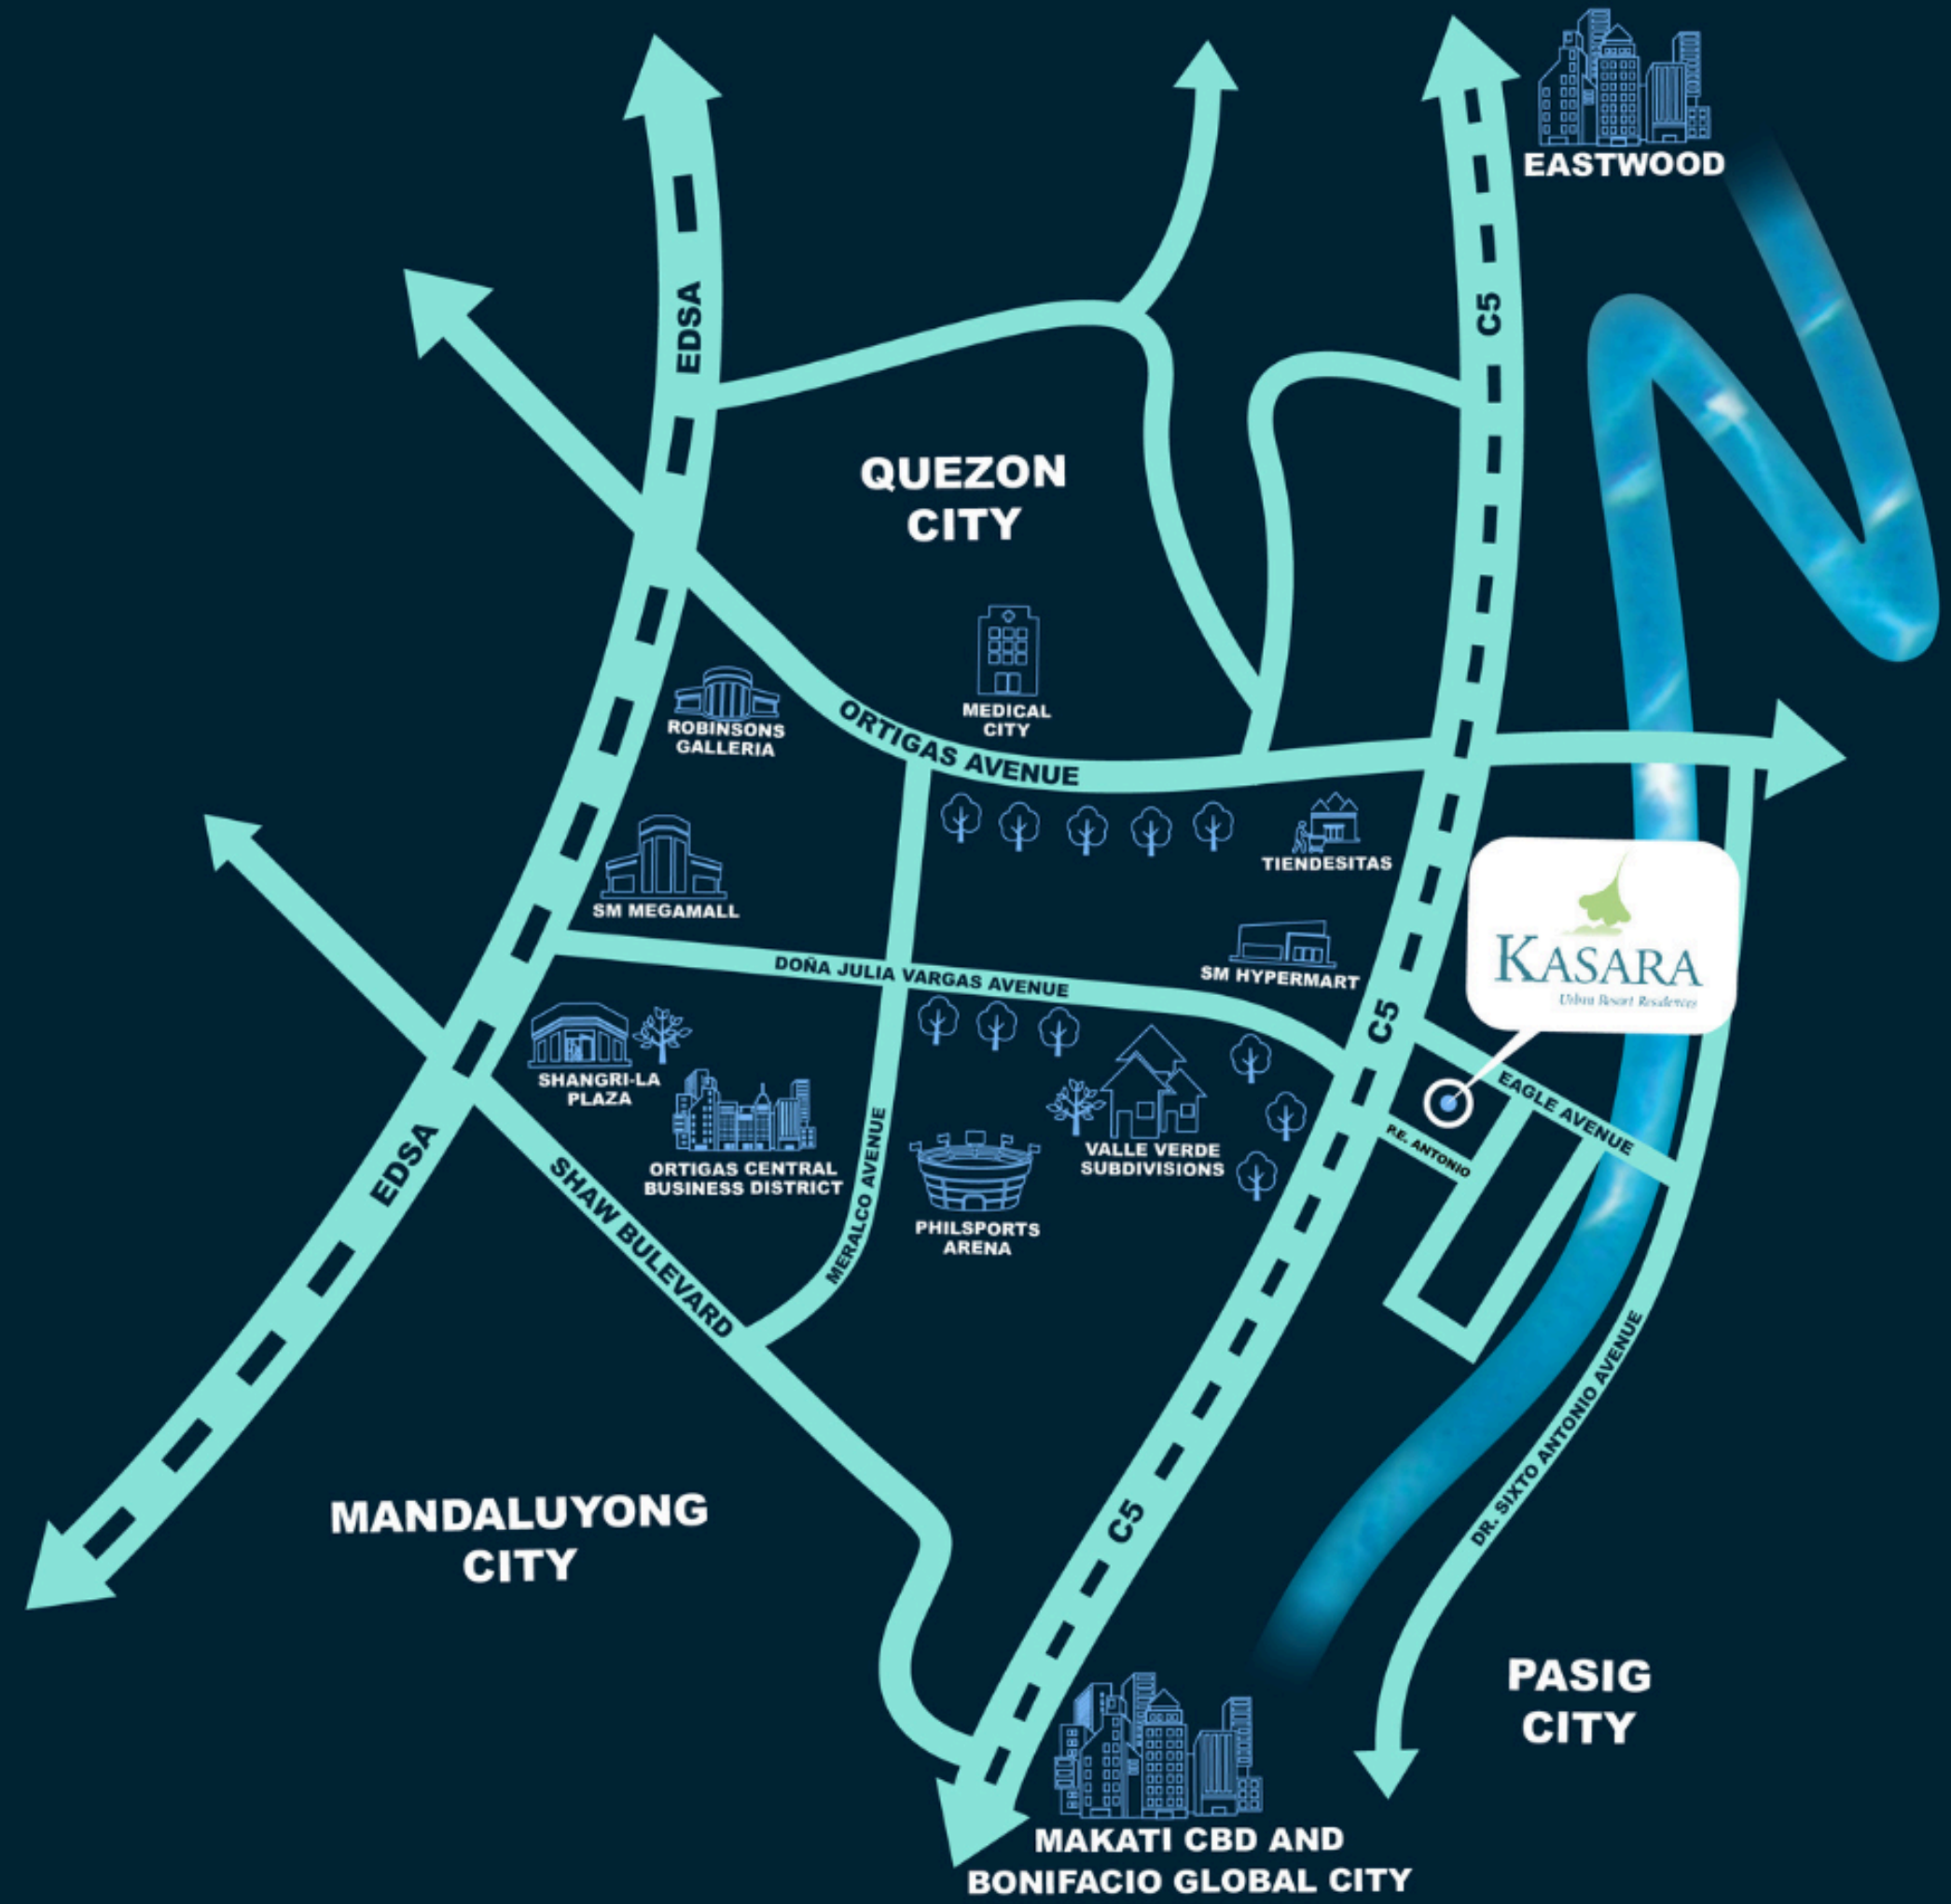 EASTWOOD
EDSA
C5
QUEZON
CITY
MEDICAL
CITY
ROBINSONS
GALLERIA
ORTIGAS AVENUE
TIENDESITAS
SM MEGAMALL
KASARA
Urban Resort Residences
DOÑA JULIA VARGAS AVENUE
SM HYPERMART
C5
SHANGRI-LA
PLAZA
EAGLE AVENUE
P.E. ANTONIO
ORTIGAS CENTRAL
BUSINESS DISTRICT
VALLE VERDE
SUBDIVISIONS
EDSA
SHAW BULEVARD
MERALCO AVENUE
PHILSPORTS
ARENA
DR. SIXTO ANTONIO AVENUE
MANDALUYONG
CITY
C5
PASIG
CITY
MAKATI CBD AND
BONIFACIO GLOBAL CITY